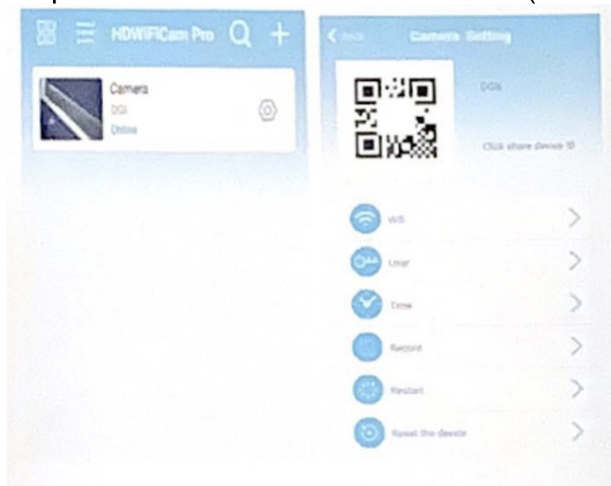 HDWiFiCam Pro
Camera
DGK
Online
Camera Setting
DGK
Click share device ID
Wifi
User
Time
Record
Restart
Reset the device